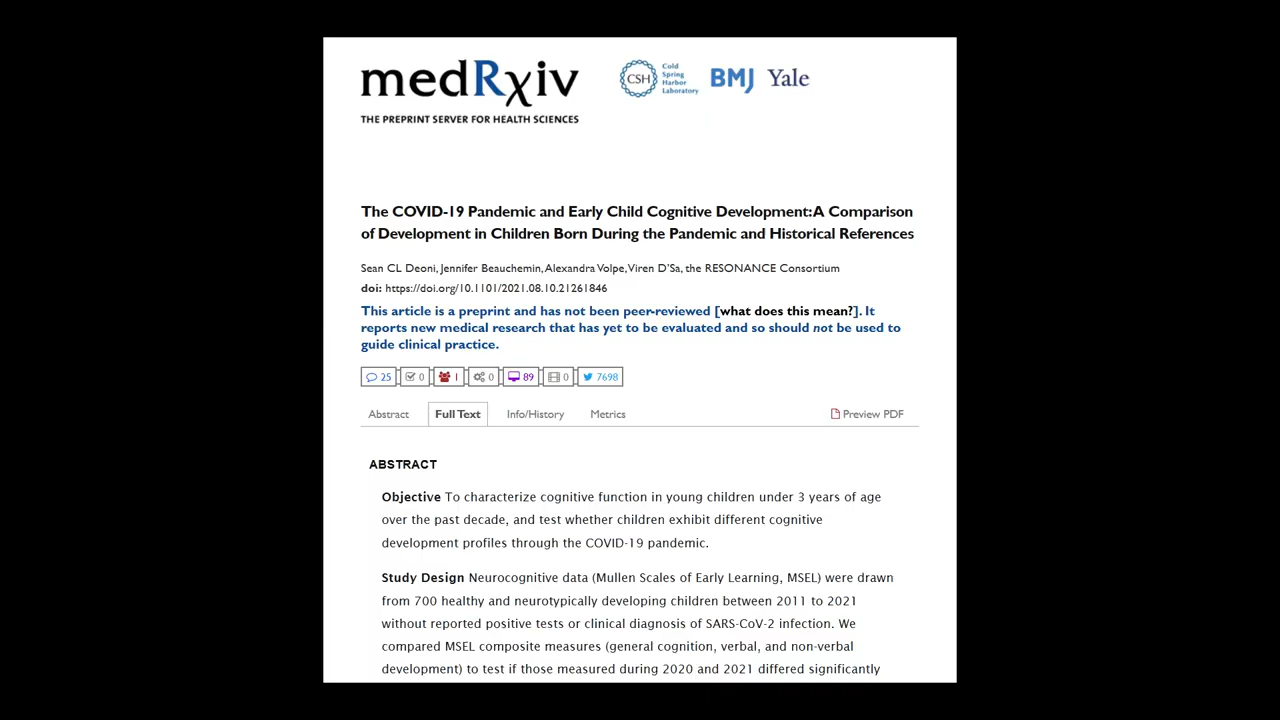 medRxiv
THE PREPRINT SERVER FOR HEALTH SCIENCES
CSH
Cold
Spring
Harbor
Laboratory
BMJ Yale
The COVID-19 Pandemic and Early Child Cognitive Development: A Comparison
of Development in Children Born During the Pandemic and Historical References
Sean CL Deoni, Jennifer Beauchemin, Alexandra Volpe, Viren D'Sa, the RESONANCE Consortium
doi: https://doi.org/10.1101/2021.08.10.21261846
This article is a preprint and has not been peer-reviewed [what does this mean?]. It
reports new medical research that has yet to be evaluated and so should not be used to
guide clinical practice.
25 0 1 0 89 0 7698
Abstract Full Text Info/History Metrics Preview PDF
ABSTRACT
Objective To characterize cognitive function in young children under 3 years of age
over the past decade, and test whether children exhibit different cognitive
development profiles through the COVID-19 pandemic.
Study Design Neurocognitive data (Mullen Scales of Early Learning, MSEL) were drawn
from 700 healthy and neurotypically developing children between 2011 to 2021
without reported positive tests or clinical diagnosis of SARS-CoV-2 infection. We
compared MSEL composite measures (general cognition, verbal, and non-verbal
development) to test if those measured during 2020 and 2021 differed significantly